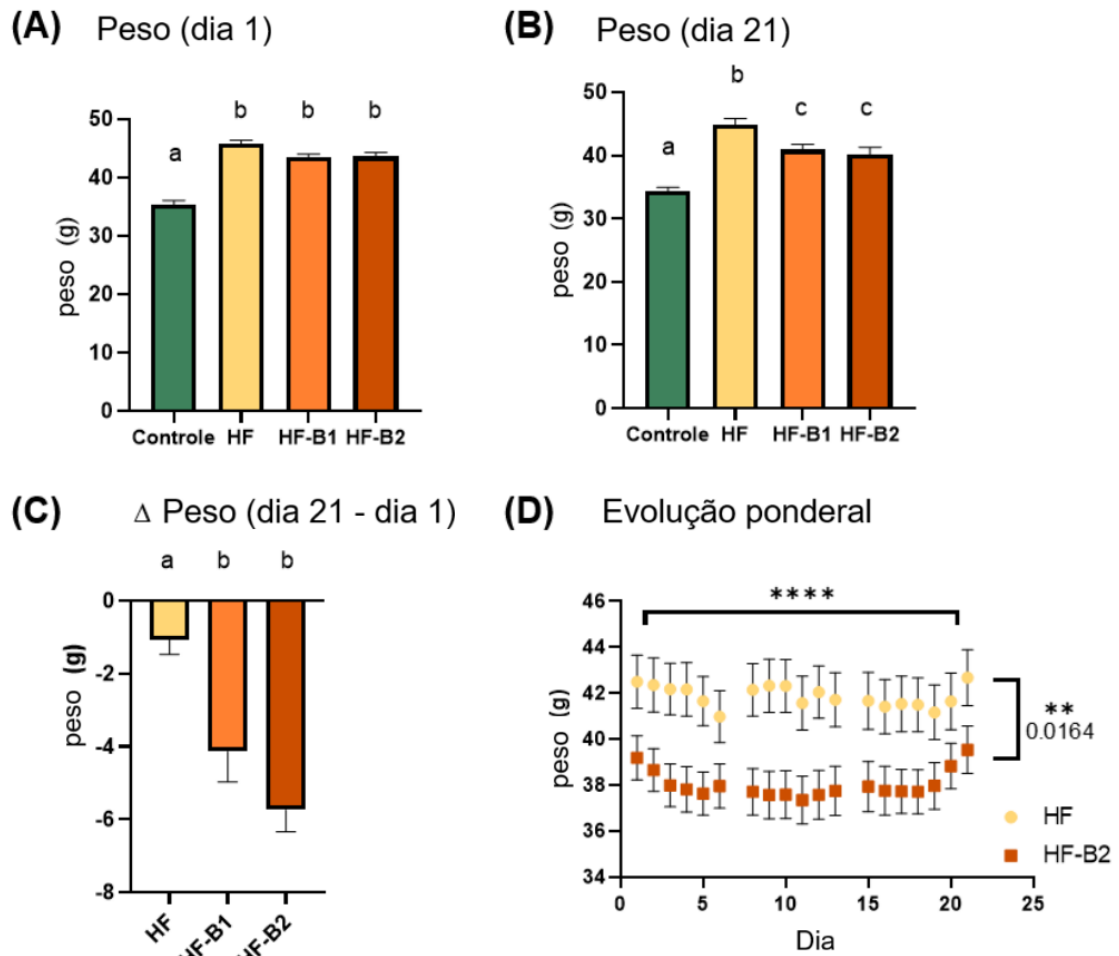 (A) Peso (dia 1)
a b b b
50
40
30
20
10
0
peso (g)
Controle HF HF-B1 HF-B2
(B) Peso (dia 21)
a b c c
50
40
30
20
10
0
peso (g)
Controle HF HF-B1 HF-B2
(C) Δ Peso (dia 21 - dia 1)
a b b
0
-2
-4
-6
-8
peso (g)
HF HF-B1 HF-B2
(D) Evolução ponderal
****
46
44
42
40
38
36
34
peso (g)
**
0.0164
HF
HF-B2
0 5 10 15 20 25
Dia